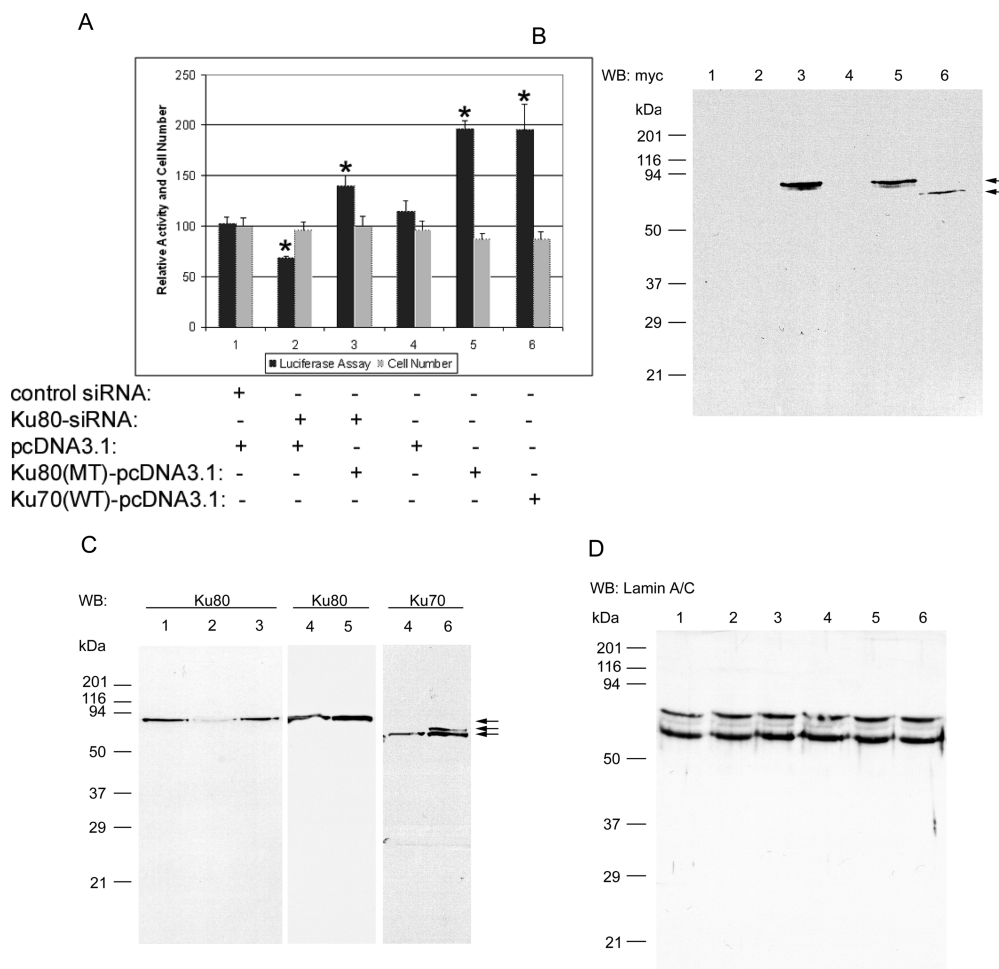 A
B
250
200
150
100
50
0
Relative Activity and Cell Number
* * * * *
1 2 3 4 5 6
Luciferase Assay Cell Number
control siRNA: + - - - - -
Ku80-siRNA: - + + - - -
pcDNA3.1: + + - + - -
Ku80(MT)-pcDNA3.1: - - + - + -
Ku70(WT)-pcDNA3.1: - - - - - +
WB: myc 1 2 3 4 5 6
kDa
201
116
94
50
37
29
21
C
WB: Ku80 Ku80 Ku70
1 2 3 4 5 4 6
kDa
201
116
94
50
37
29
21
D
WB: Lamin A/C
kDa 1 2 3 4 5 6
201
116
94
50
37
29
21